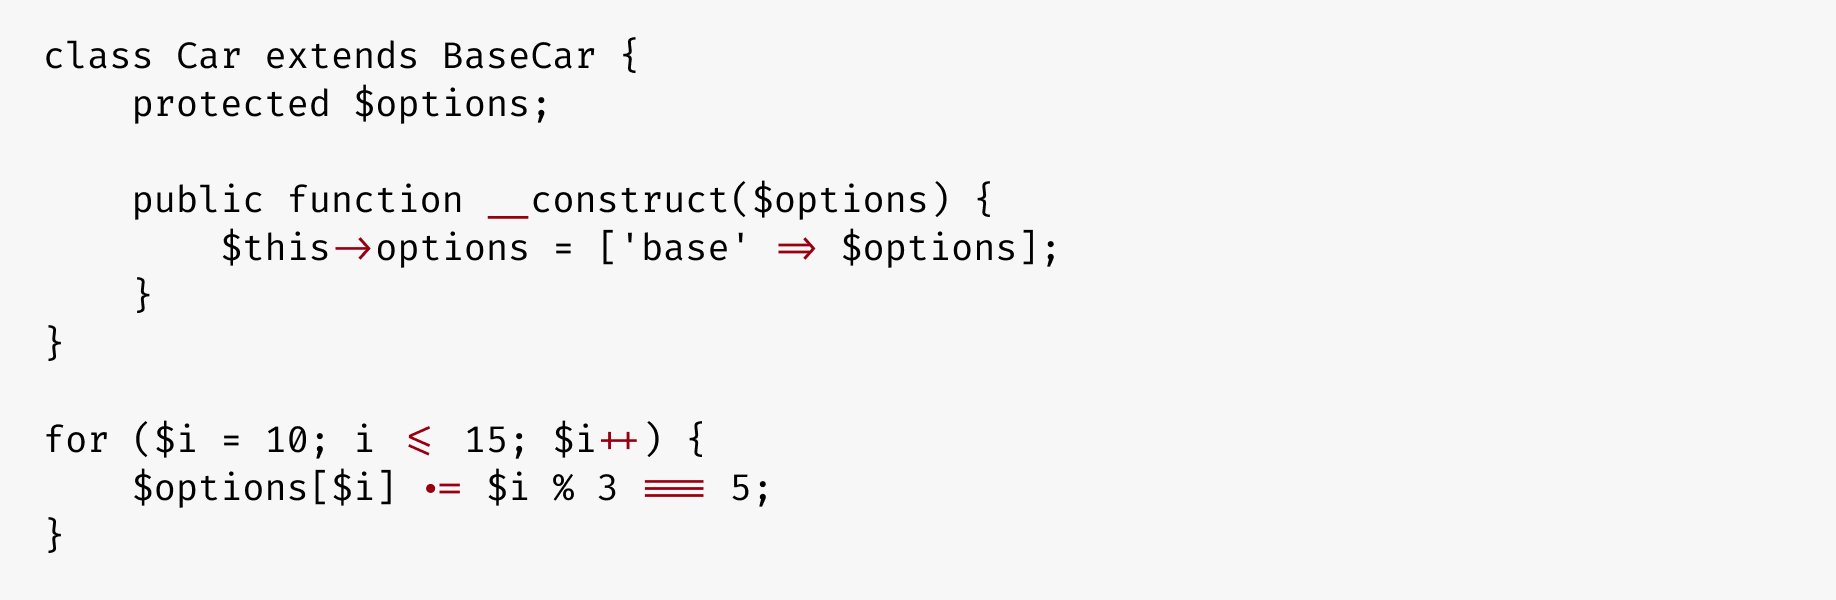 class Car extends BaseCar {
    protected $options;

    public function __construct($options) {
        $this->options = ['base' => $options];
    }
}

for ($i = 10; i <= 15; $i++) {
    $options[$i] .= $i % 3 === 5;
}